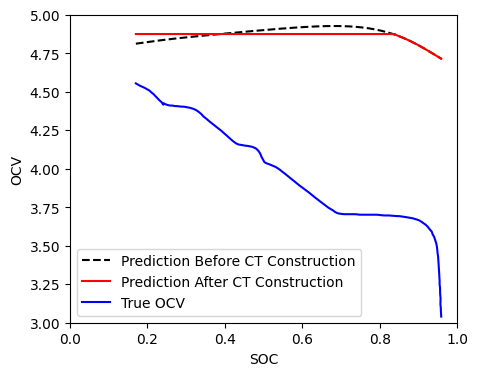 5.00
4.75
4.50
4.25
4.00
3.75
3.50
3.25
3.00
OCV
Prediction Before CT Construction
Prediction After CT Construction
True OCV
0.0 0.2 0.4 0.6 0.8 1.0
SOC